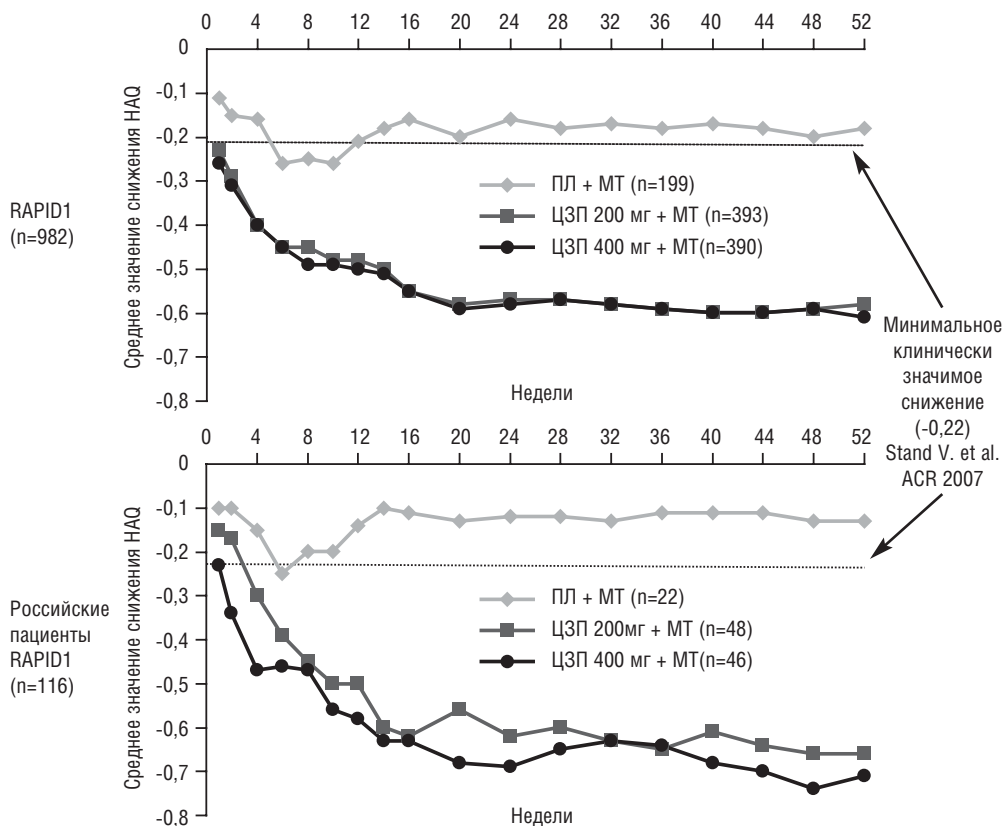 0 4 8 12 16 20 24 28 32 36 40 44 48 52
0
-0,1
-0,2
-0,3
-0,4
-0,5
-0,6
-0,7
-0,8
Среднее значение снижения HAQ
RAPID1
(n=982)
ПЛ + МТ (n=199)
ЦЗП 200 мг + МТ (n=393)
ЦЗП 400 мг + МТ(n=390)
Недели
Минимальное
клинически
значимое
снижение
(-0,22)
Stand V. et al.
ACR 2007
0 4 8 12 16 20 24 28 32 36 40 44 48 52
0
-0,1
-0,2
-0,3
-0,4
-0,5
-0,6
-0,7
-0,8
Среднее значение снижения HAQ
Российские
пациенты
RAPID1
(n=116)
ПЛ + МТ (n=22)
ЦЗП 200мг + МТ (n=48)
ЦЗП 400 мг + МТ(n=46)
Недели